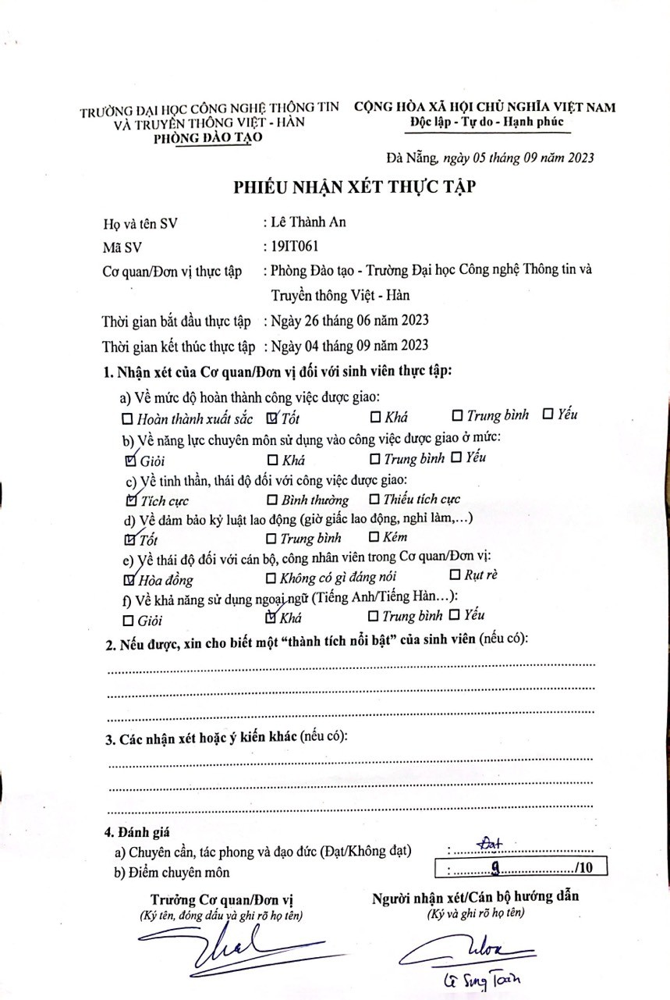 TRƯỜNG ĐẠI HỌC CÔNG NGHỆ THÔNG TIN
VÀ TRUYỀN THÔNG VIỆT - HÀN
PHÒNG ĐÀO TẠO
CỘNG HÒA XÃ HỘI CHỦ NGHĨA VIỆT NAM
Độc lập - Tự do - Hạnh phúc
Đà Nẵng, ngày 05 tháng 09 năm 2023
PHIẾU NHẬN XÉT THỰC TẬP
Họ và tên SV : Lê Thành An
Mã SV : 19IT061
Cơ quan/Đơn vị thực tập : Phòng Đào tạo - Trường Đại học Công nghệ Thông tin và
Truyền thông Việt - Hàn
Thời gian bắt đầu thực tập : Ngày 26 tháng 06 năm 2023
Thời gian kết thúc thực tập : Ngày 04 tháng 09 năm 2023
1. Nhận xét của Cơ quan/Đơn vị đối với sinh viên thực tập:
a) Về mức độ hoàn thành công việc được giao:
☐ Hoàn thành xuất sắc ☑ Tốt ☐ Khá ☐ Trung bình ☐ Yếu
b) Về năng lực chuyên môn sử dụng vào công việc được giao ở mức:
☑ Giỏi ☐ Khá ☐ Trung bình ☐ Yếu
c) Về tinh thần, thái độ đối với công việc được giao:
☑ Tích cực ☐ Bình thường ☐ Thiếu tích cực
d) Về đảm bảo kỷ luật lao động (giờ giấc lao động, nghỉ làm,…)
☑ Tốt ☐ Trung bình ☐ Kém
e) Về thái độ đối với cán bộ, công nhân viên trong Cơ quan/Đơn vị:
☑ Hòa đồng ☐ Không có gì đáng nói ☐ Rụt rè
f) Về khả năng sử dụng ngoại ngữ (Tiếng Anh/Tiếng Hàn…):
☐ Giỏi ☑ Khá ☐ Trung bình ☐ Yếu
2. Nếu được, xin cho biết một “thành tích nổi bật” của sinh viên (nếu có):
3. Các nhận xét hoặc ý kiến khác (nếu có):
4. Đánh giá
a) Chuyên cần, tác phong và đạo đức (Đạt/Không đạt) : Đạt
b) Điểm chuyên môn : 9 /10
Trưởng Cơ quan/Đơn vị
(Ký tên, đóng dấu và ghi rõ họ tên)
Người nhận xét/Cán bộ hướng dẫn
(Ký và ghi rõ họ tên)
Toàn